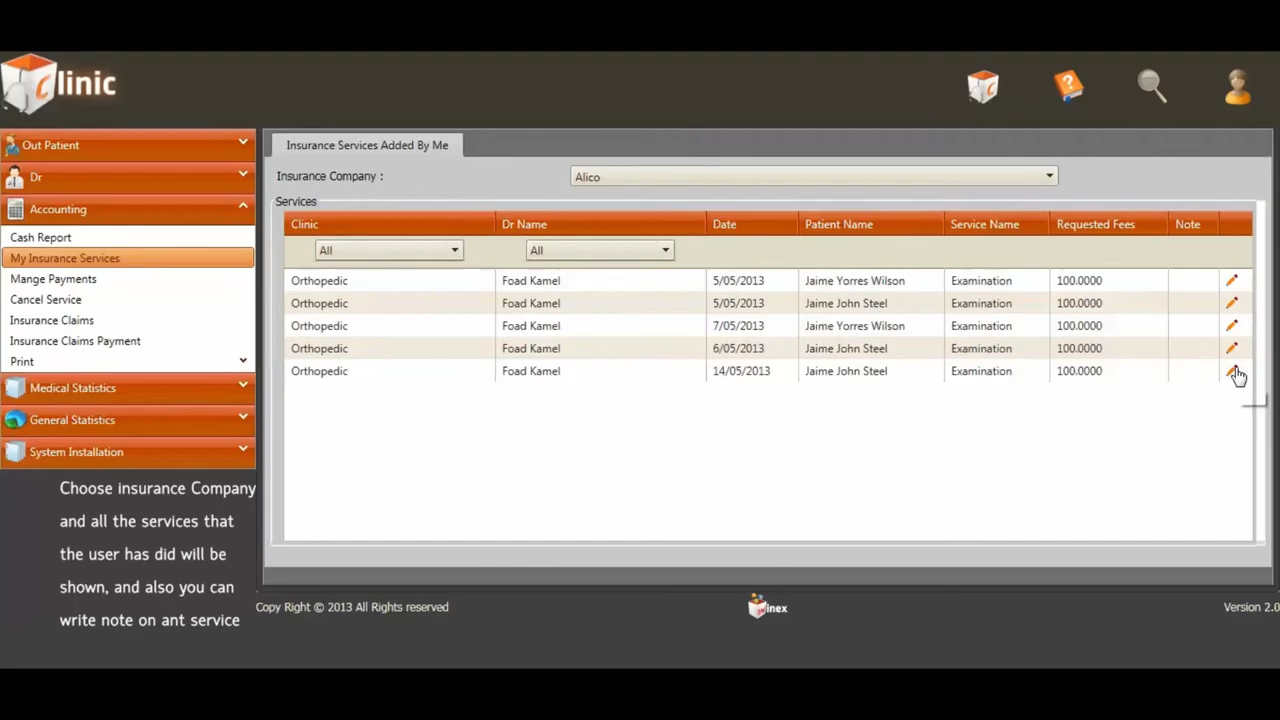 Clinic
Out Patient
Dr
Accounting
Cash Report
My Insurance Services
Mange Payments
Cancel Service
Insurance Claims
Insurance Claims Payment
Print
Medical Statistics
General Statistics
System Installation
Choose insurance Company
and all the services that
the user has did will be
shown, and also you can
write note on ant service
Insurance Services Added By Me
Insurance Company : Alico
Services
Clinic Dr Name Date Patient Name Service Name Requested Fees Note
All All
Orthopedic Foad Kamel 5/05/2013 Jaime Yorres Wilson Examination 100.0000
Orthopedic Foad Kamel 5/05/2013 Jaime John Steel Examination 100.0000
Orthopedic Foad Kamel 7/05/2013 Jaime Yorres Wilson Examination 100.0000
Orthopedic Foad Kamel 6/05/2013 Jaime John Steel Examination 100.0000
Orthopedic Foad Kamel 14/05/2013 Jaime John Steel Examination 100.0000
Copy Right © 2013 All Rights reserved
inex
Version 2.0